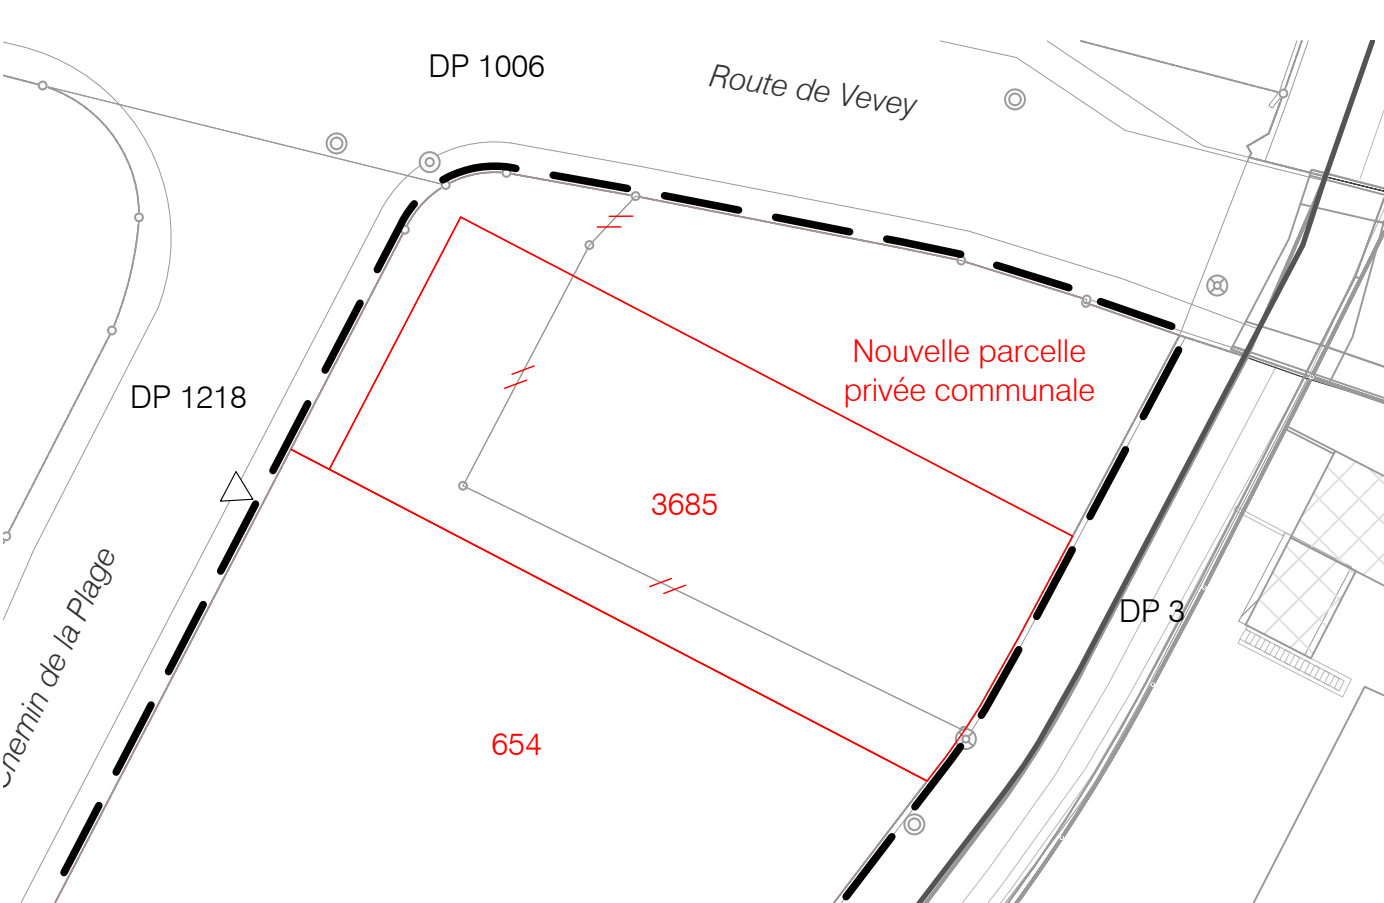 DP 1006
Route de Vevey
Nouvelle parcelle
privée communale
DP 1218
3685
DP 3
Chemin de la Plage
654